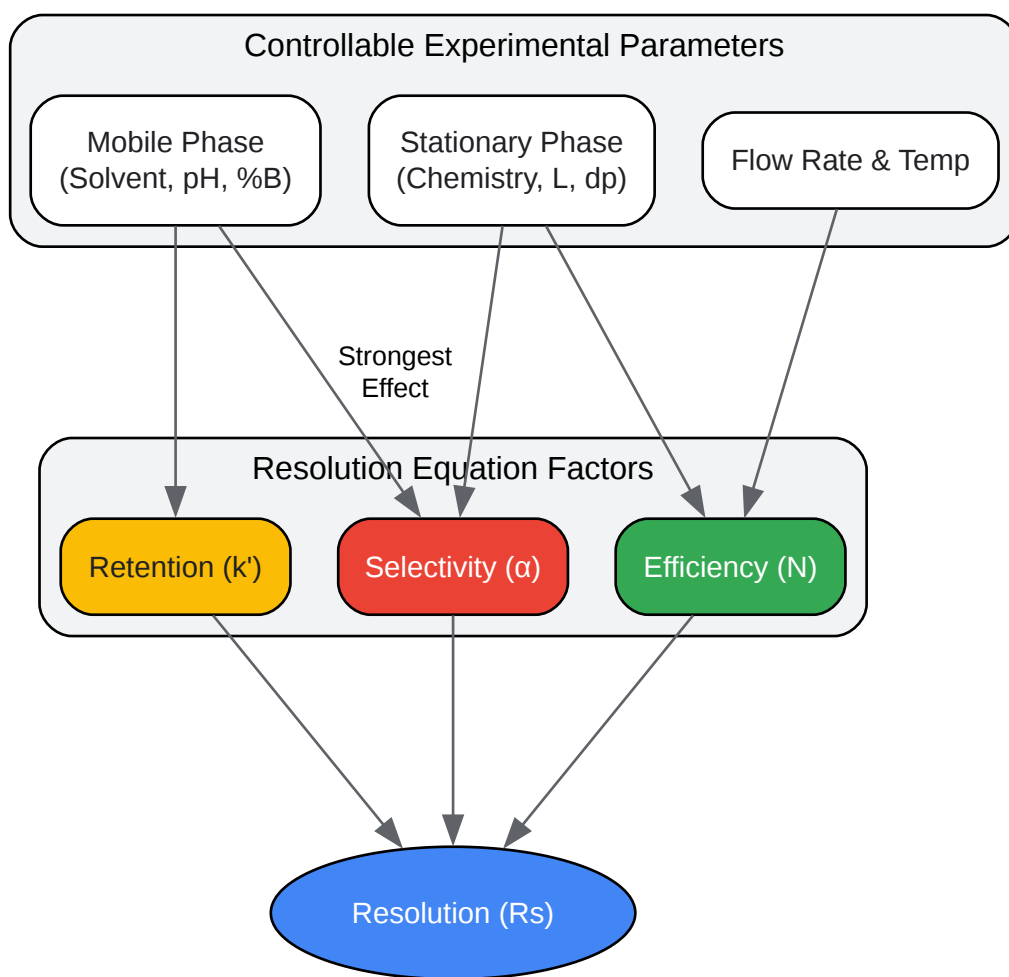 Controllable Experimental Parameters
Mobile Phase
(Solvent, pH, %B)
Stationary Phase
(Chemistry, L, dp)
Flow Rate & Temp
Strongest
Effect
Resolution Equation Factors
Retention (k')
Selectivity (α)
Efficiency (N)
Resolution (Rs)